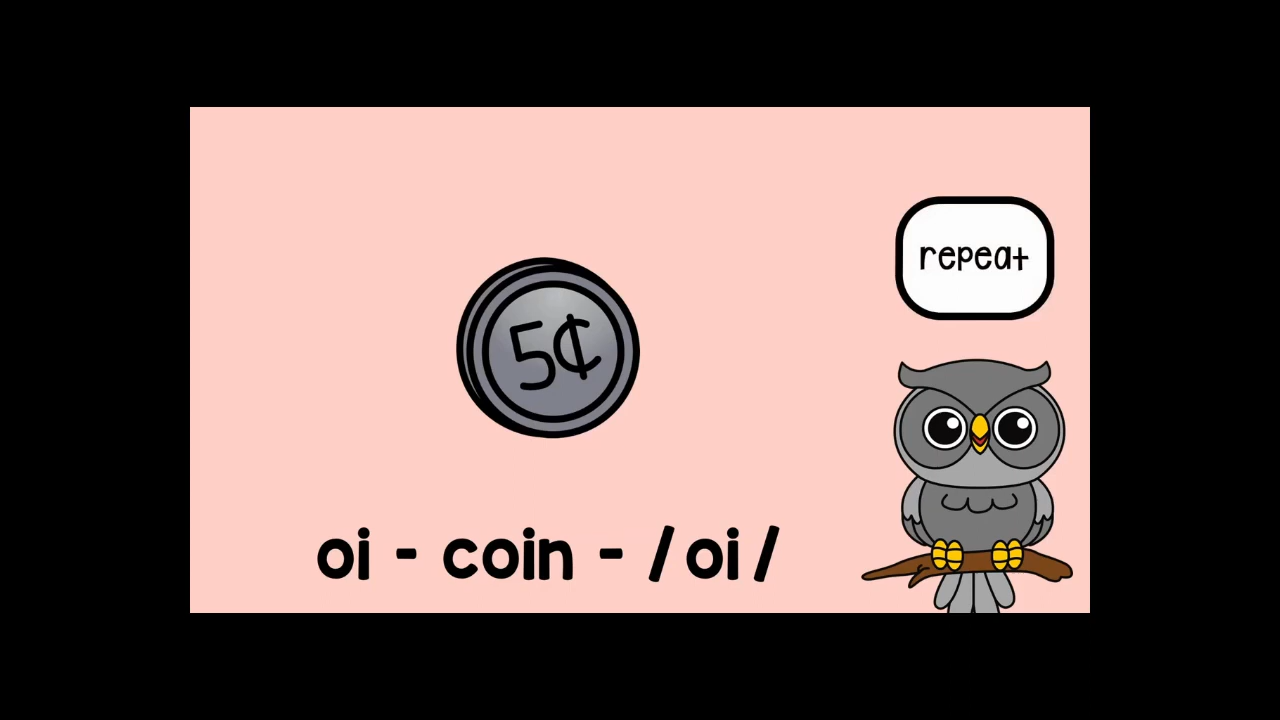 repeat
5¢
oi - coin - /oi/